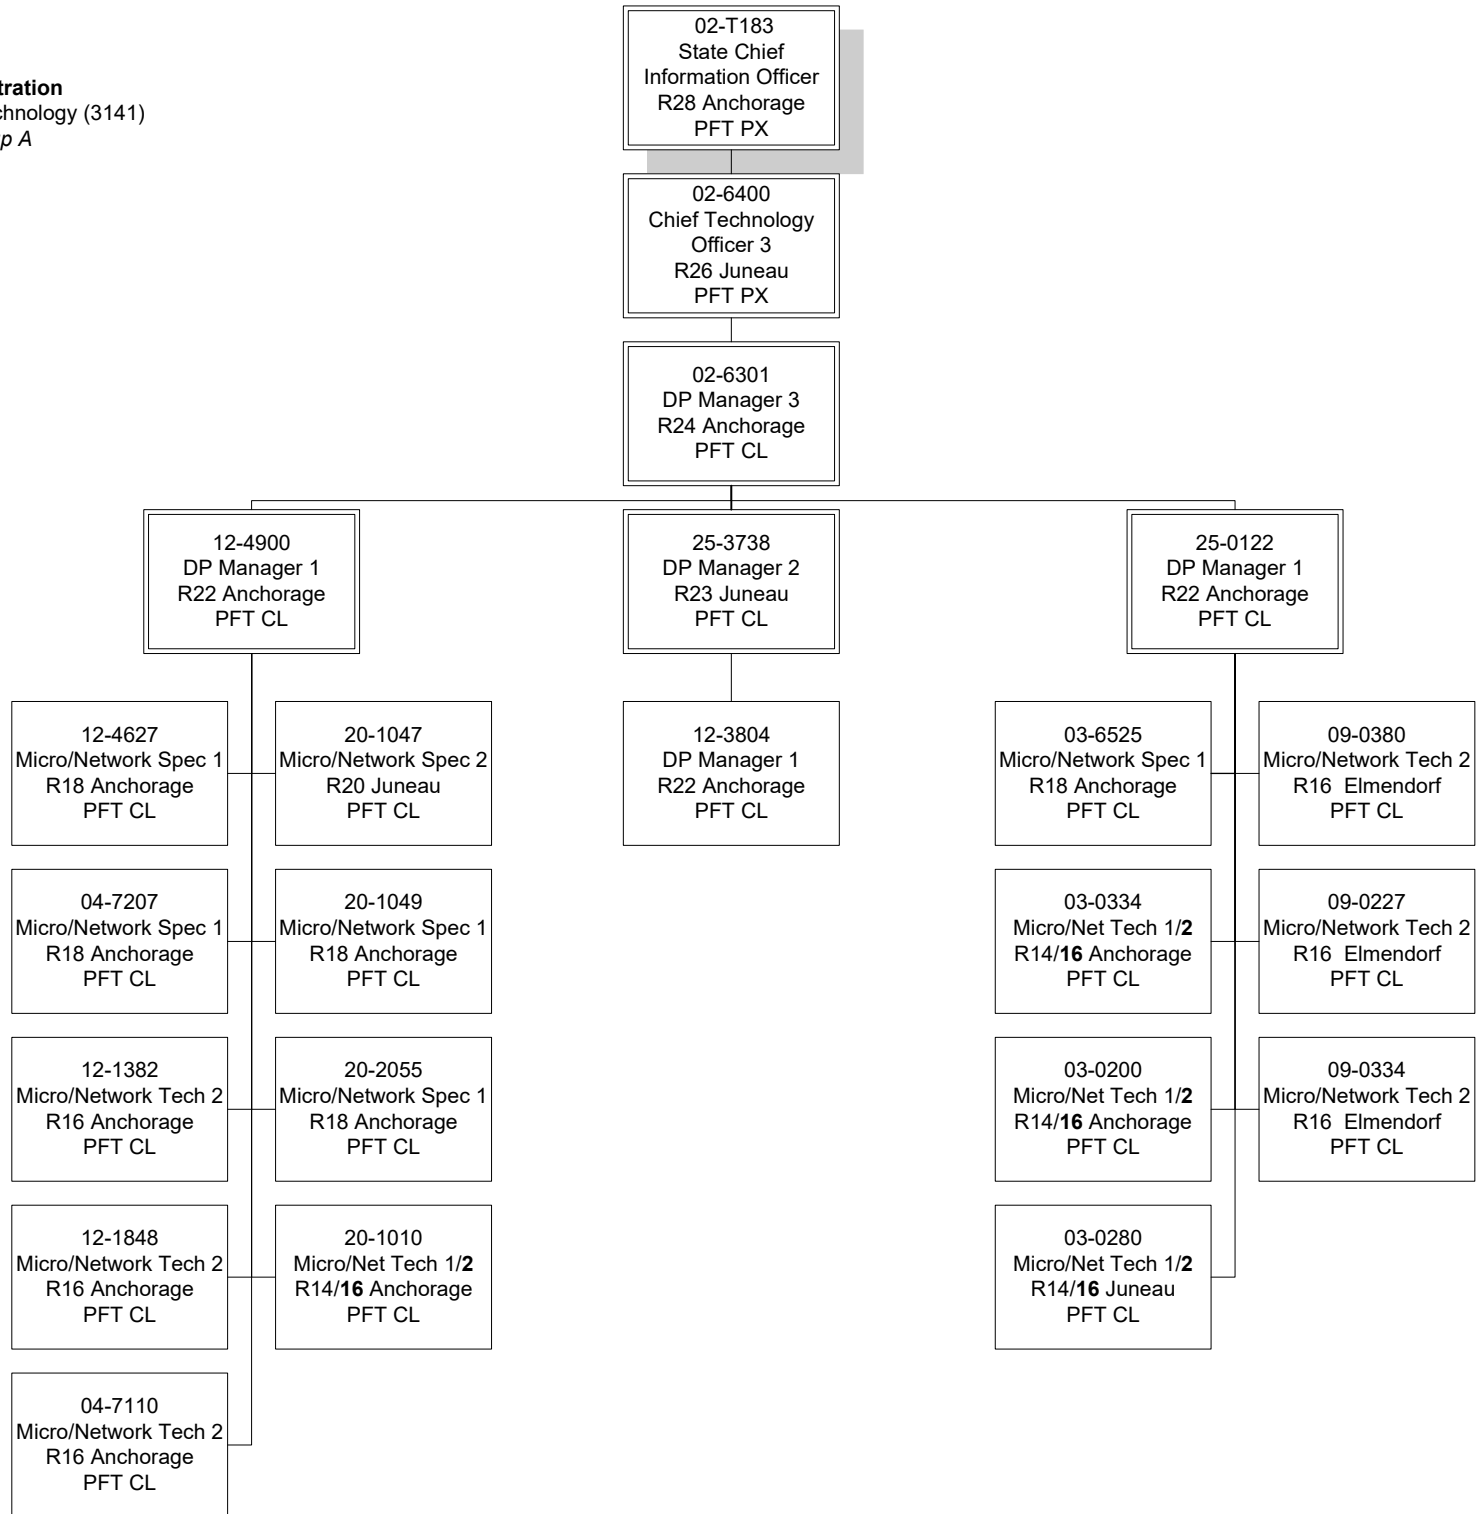 02-T183
State Chief
Information Officer
R28 Anchorage
PFT PX
tration
chnology (3141)
p A
02-6400
Chief Technology
Officer 3
R26 Juneau
PFT PX
02-6301
DP Manager 3
R24 Anchorage
PFT CL
12-4900
DP Manager 1
R22 Anchorage
PFT CL
25-3738
DP Manager 2
R23 Juneau
PFT CL
25-0122
DP Manager 1
R22 Anchorage
PFT CL
12-4627
Micro/Network Spec 1
R18 Anchorage
PFT CL
20-1047
Micro/Network Spec 2
R20 Juneau
PFT CL
12-3804
DP Manager 1
R22 Anchorage
PFT CL
03-6525
Micro/Network Spec 1
R18 Anchorage
PFT CL
09-0380
Micro/Network Tech 2
R16 Elmendorf
PFT CL
04-7207
Micro/Network Spec 1
R18 Anchorage
PFT CL
20-1049
Micro/Network Spec 1
R18 Anchorage
PFT CL
03-0334
Micro/Net Tech 1/2
R14/16 Anchorage
PFT CL
09-0227
Micro/Network Tech 2
R16 Elmendorf
PFT CL
12-1382
Micro/Network Tech 2
R16 Anchorage
PFT CL
20-2055
Micro/Network Spec 1
R18 Anchorage
PFT CL
03-0200
Micro/Net Tech 1/2
R14/16 Anchorage
PFT CL
09-0334
Micro/Network Tech 2
R16 Elmendorf
PFT CL
12-1848
Micro/Network Tech 2
R16 Anchorage
PFT CL
20-1010
Micro/Net Tech 1/2
R14/16 Anchorage
PFT CL
03-0280
Micro/Net Tech 1/2
R14/16 Juneau
PFT CL
04-7110
Micro/Network Tech 2
R16 Anchorage
PFT CL